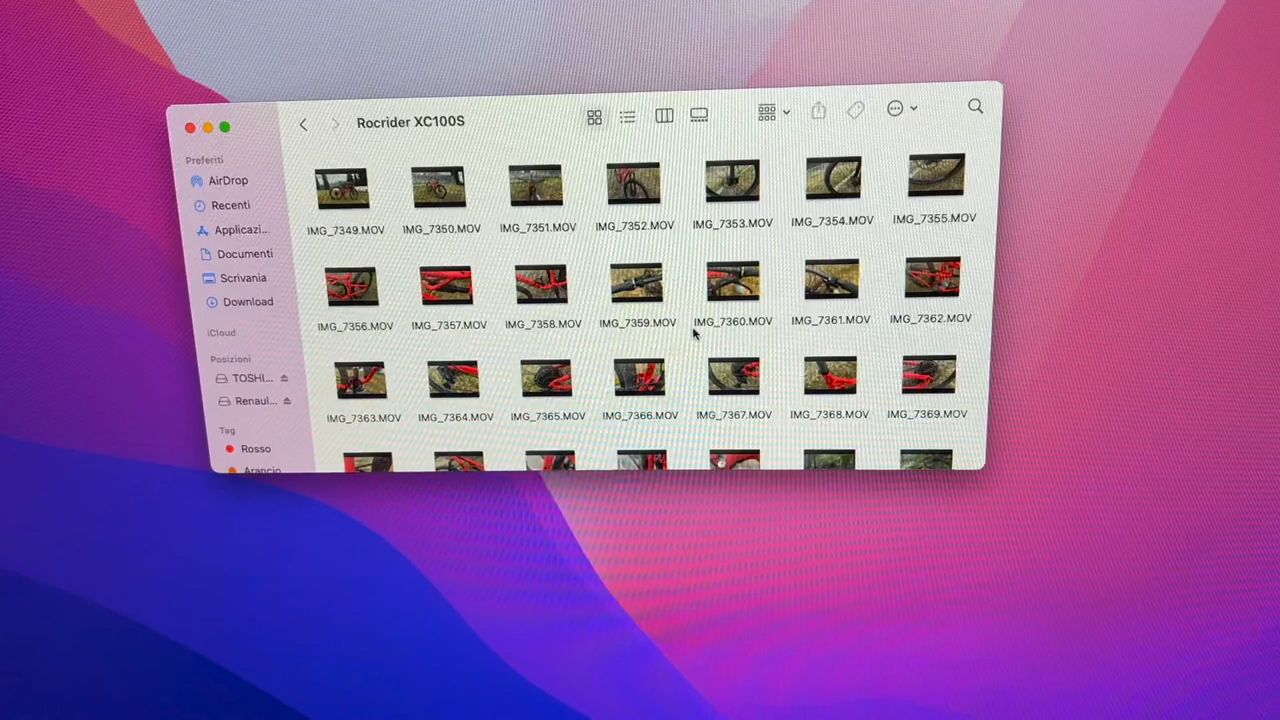 Rocrider XC100S
Preferiti
AirDrop
Recenti
Applicazi...
Documenti
Scrivania
Download
iCloud
Posizioni
TOSHI...
Renaul...
Tag
Rosso
Arancio
IMG_7349.MOV IMG_7350.MOV IMG_7351.MOV IMG_7352.MOV IMG_7353.MOV IMG_7354.MOV IMG_7355.MOV
IMG_7356.MOV IMG_7357.MOV IMG_7358.MOV IMG_7359.MOV IMG_7360.MOV IMG_7361.MOV IMG_7362.MOV
IMG_7363.MOV IMG_7364.MOV IMG_7365.MOV IMG_7366.MOV IMG_7367.MOV IMG_7368.MOV IMG_7369.MOV